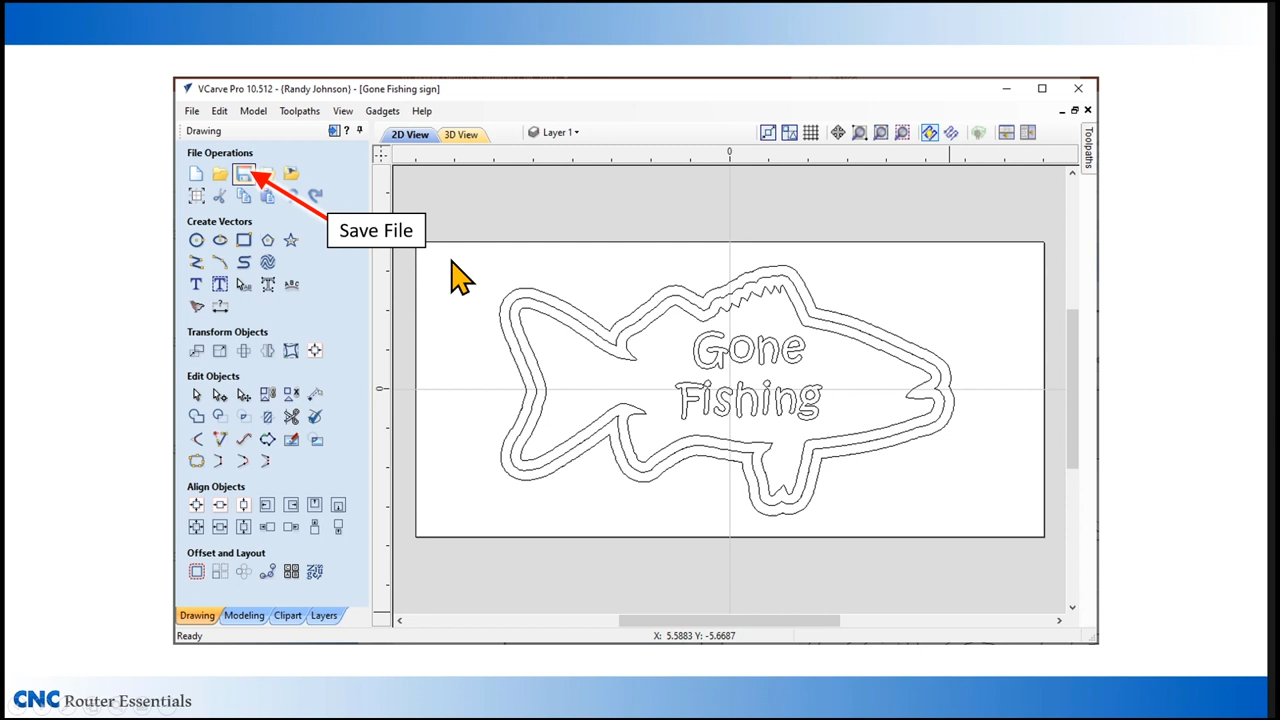 VCarve Pro 10.512 - {Randy Johnson} - [Gone Fishing sign]
File Edit Model Toolpaths View Gadgets Help
Drawing
2D View 3D View Layer 1
Toolpaths
File Operations
Save File
Create Vectors
Transform Objects
Edit Objects
Align Objects
Offset and Layout
0
0
Gone
Fishing
Drawing Modeling Clipart Layers
Ready X: 5.5883 Y: -5.6687
CNC Router Essentials